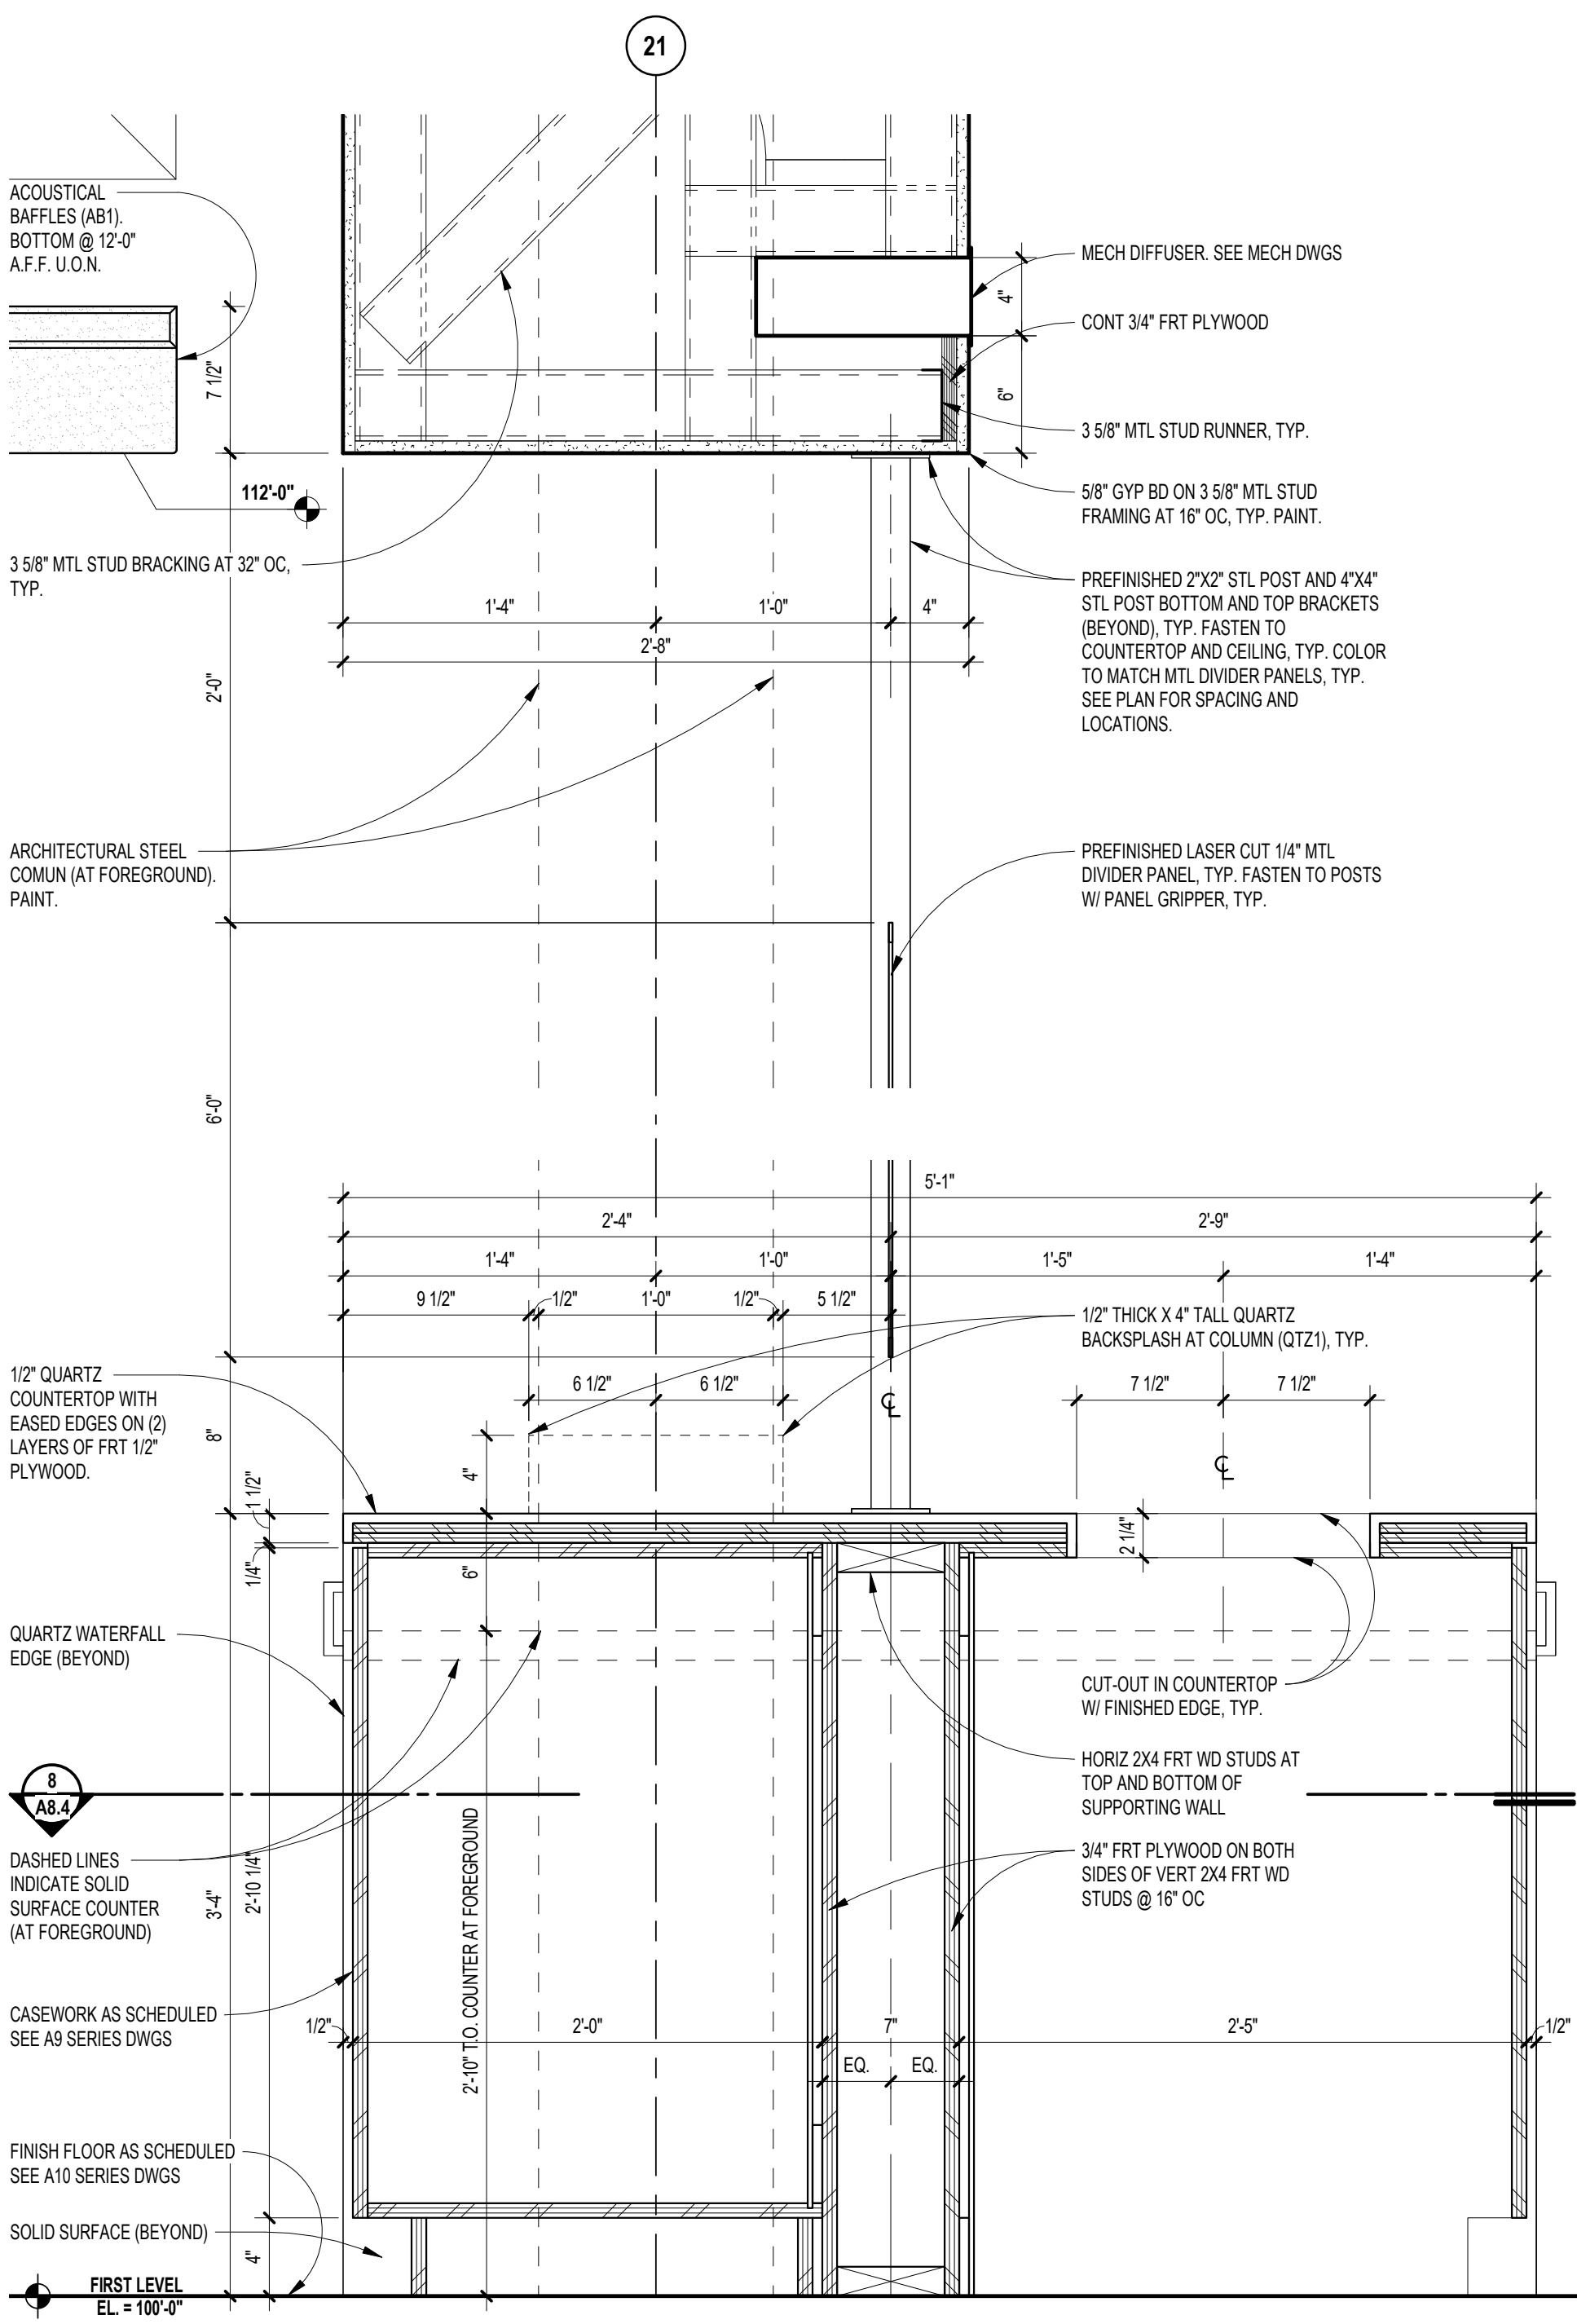 21
ACOUSTICAL
BAFFLES (AB1).
BOTTOM @ 12'-0"
A.F.F. U.O.N.
MECH DIFFUSER. SEE MECH DWGS
4"
CONT 3/4" FRT PLYWOOD
7 1/2"
6"
3 5/8" MTL STUD RUNNER, TYP.
112'-0"
5/8" GYP BD ON 3 5/8" MTL STUD
FRAMING AT 16" OC, TYP. PAINT.
3 5/8" MTL STUD BRACKING AT 32" OC,
TYP.
PREFINISHED 2"X2" STL POST AND 4"X4"
STL POST BOTTOM AND TOP BRACKETS
(BEYOND), TYP. FASTEN TO
COUNTERTOP AND CEILING, TYP. COLOR
TO MATCH MTL DIVIDER PANELS, TYP.
SEE PLAN FOR SPACING AND
LOCATIONS.
1'-4"
1'-0"
4"
2'-8"
2'-0"
ARCHITECTURAL STEEL
COMUN (AT FOREGROUND).
PAINT.
PREFINISHED LASER CUT 1/4" MTL
DIVIDER PANEL, TYP. FASTEN TO POSTS
W/ PANEL GRIPPER, TYP.
6'-0"
5'-1"
2'-4"
2'-9"
1'-4"
1'-0"
1'-5"
1'-4"
9 1/2"
1/2"
1'-0"
1/2"
5 1/2"
1/2" THICK X 4" TALL QUARTZ
BACKSPLASH AT COLUMN (QTZ1), TYP.
1/2" QUARTZ
COUNTERTOP WITH
EASED EDGES ON (2)
LAYERS OF FRT 1/2"
PLYWOOD.
6 1/2"
6 1/2"
7 1/2"
7 1/2"
CL
CL
8"
4"
1 1/2"
2 1/4"
1/4"
6"
QUARTZ WATERFALL
EDGE (BEYOND)
CUT-OUT IN COUNTERTOP
W/ FINISHED EDGE, TYP.
HORIZ 2X4 FRT WD STUDS AT
TOP AND BOTTOM OF
SUPPORTING WALL
8
A8.4
3/4" FRT PLYWOOD ON BOTH
SIDES OF VERT 2X4 FRT WD
STUDS @ 16" OC
DASHED LINES
INDICATE SOLID
SURFACE COUNTER
(AT FOREGROUND)
3'-4"
2'-10 1/4"
2'-10" T.O. COUNTER AT FOREGROUND
CASEWORK AS SCHEDULED
SEE A9 SERIES DWGS
1/2"
2'-0"
7"
2'-5"
1/2"
EQ.
EQ.
FINISH FLOOR AS SCHEDULED
SEE A10 SERIES DWGS
SOLID SURFACE (BEYOND)
4"
FIRST LEVEL
EL. = 100'-0"